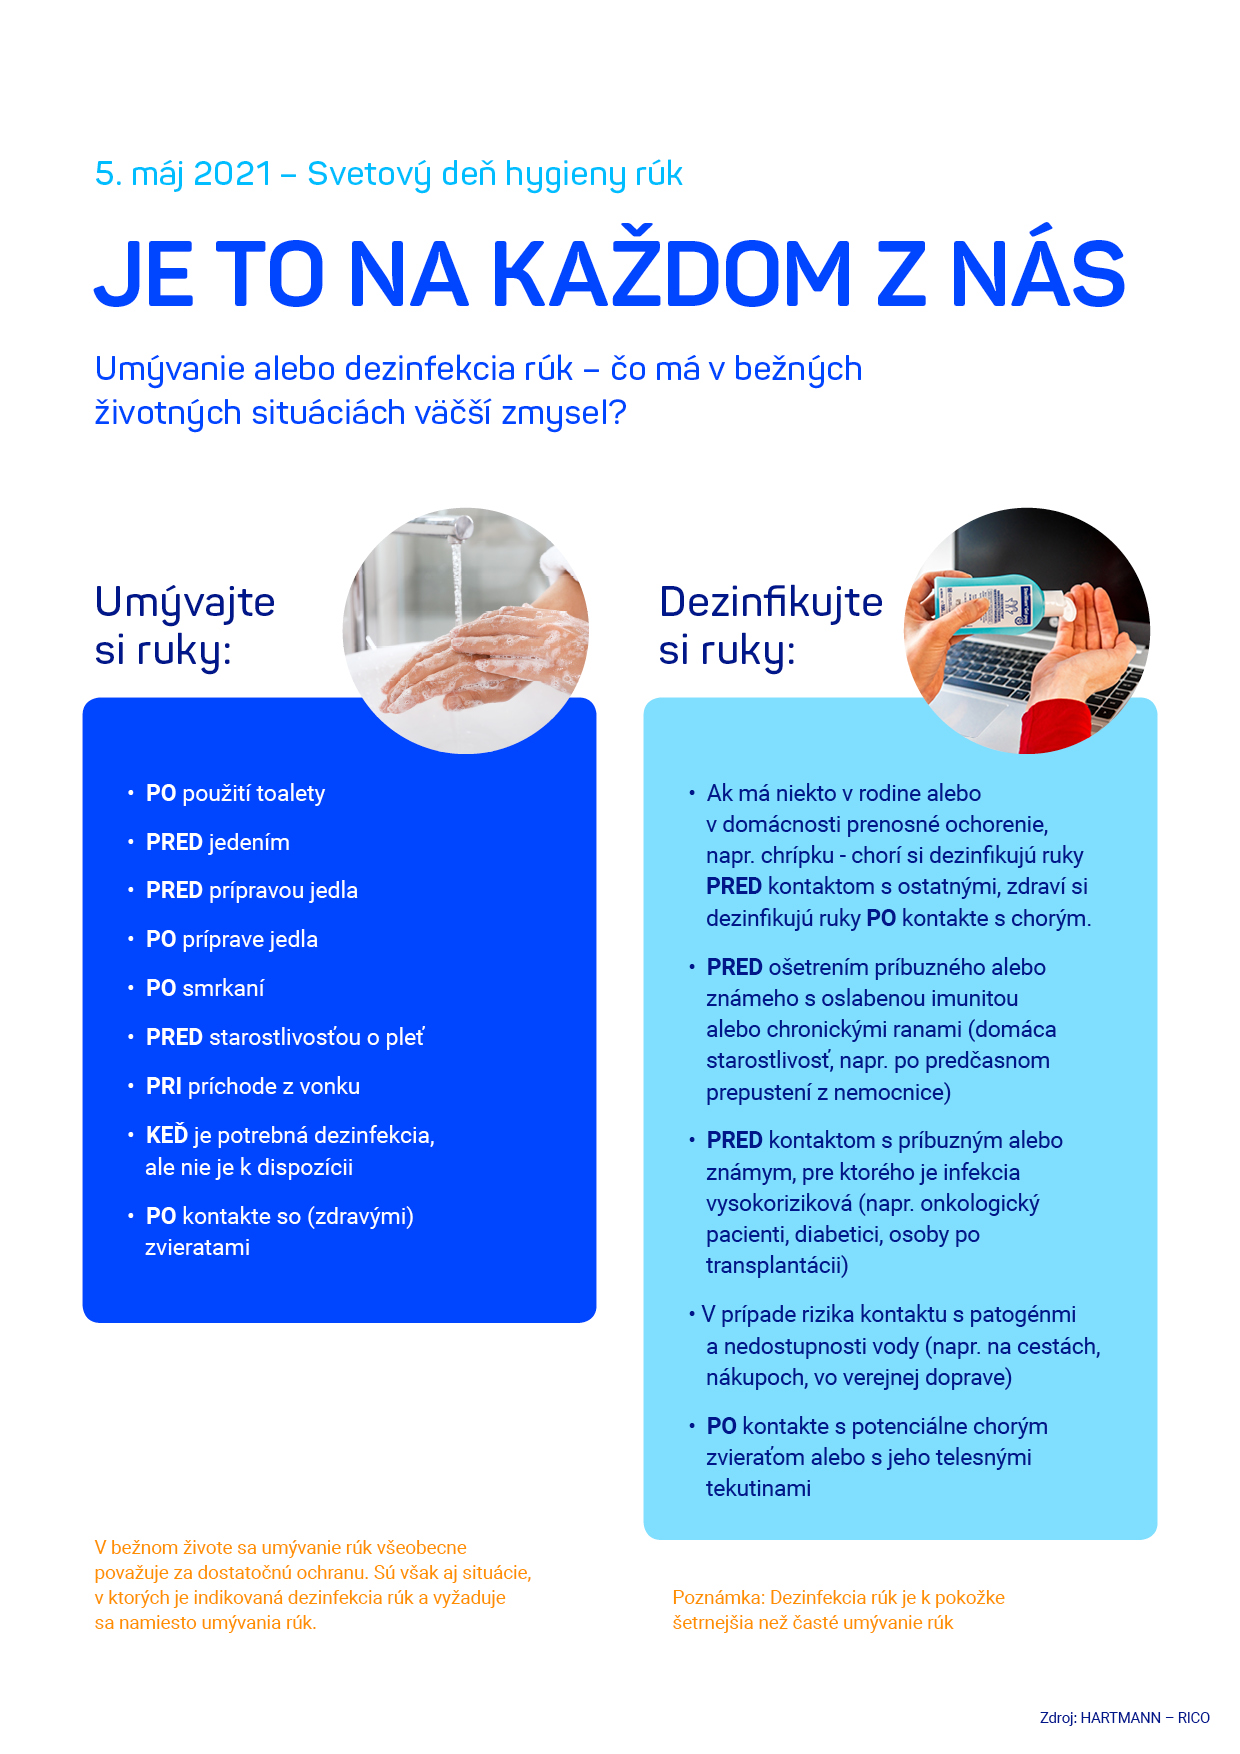 5. máj 2021 – Svetový deň hygieny rúk
JE TO NA KAŽDOM Z NÁS
Umývanie alebo dezinfekcia rúk – čo má v bežných
životných situáciách väčší zmysel?
Umývajte
si ruky:
• PO použití toalety
• PRED jedením
• PRED prípravou jedla
• PO príprave jedla
• PO smrkaní
• PRED starostlivosťou o pleť
• PRI príchode z vonku
• KEĎ je potrebná dezinfekcia,
ale nie je k dispozícii
• PO kontakte so (zdravými)
zvieratami
V bežnom živote sa umývanie rúk všeobecne
považuje za dostatočnú ochranu. Sú však aj situácie,
v ktorých je indikovaná dezinfekcia rúk a vyžaduje
sa namiesto umývania rúk.
Dezinfikujte
si ruky:
• Ak má niekto v rodine alebo
v domácnosti prenosné ochorenie,
napr. chrípku - chorí si dezinfikujú ruky
PRED kontaktom s ostatnými, zdraví si
dezinfikujú ruky PO kontakte s chorým.
• PRED ošetrením príbuzného alebo
známeho s oslabenou imunitou
alebo chronickými ranami (domáca
starostlivosť, napr. po predčasnom
prepustení z nemocnice)
• PRED kontaktom s príbuzným alebo
známym, pre ktorého je infekcia
vysokoriziková (napr. onkologický
pacienti, diabetici, osoby po
transplantácii)
• V prípade rizika kontaktu s patogénmi
a nedostupnosti vody (napr. na cestách,
nákupoch, vo verejnej doprave)
• PO kontakte s potenciálne chorým
zvieraťom alebo s jeho telesnými
tekutinami
Poznámka: Dezinfekcia rúk je k pokožke
šetrnejšia než časté umývanie rúk
Zdroj: HARTMANN – RICO